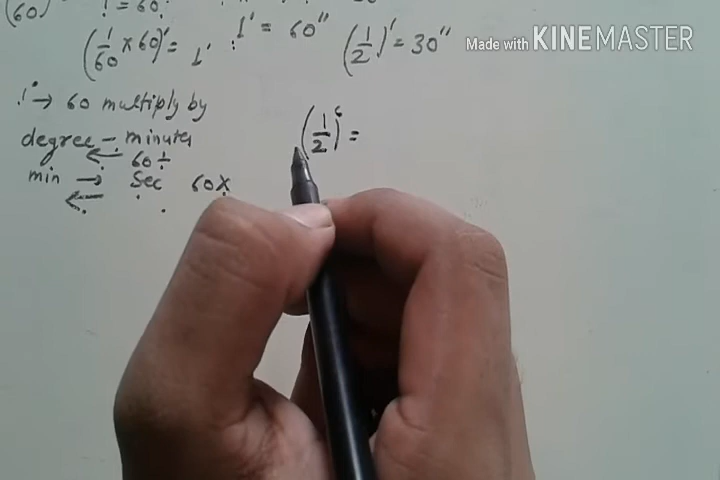 60) ! = 60.
(1/60 × 60)' = 1' 1' = 60" (1/2)' = 30" Made with KINEMASTER
1° → 60 multiply by
degree – minutes (1/2)° =
← 60 ÷
min → Sec 60×
←